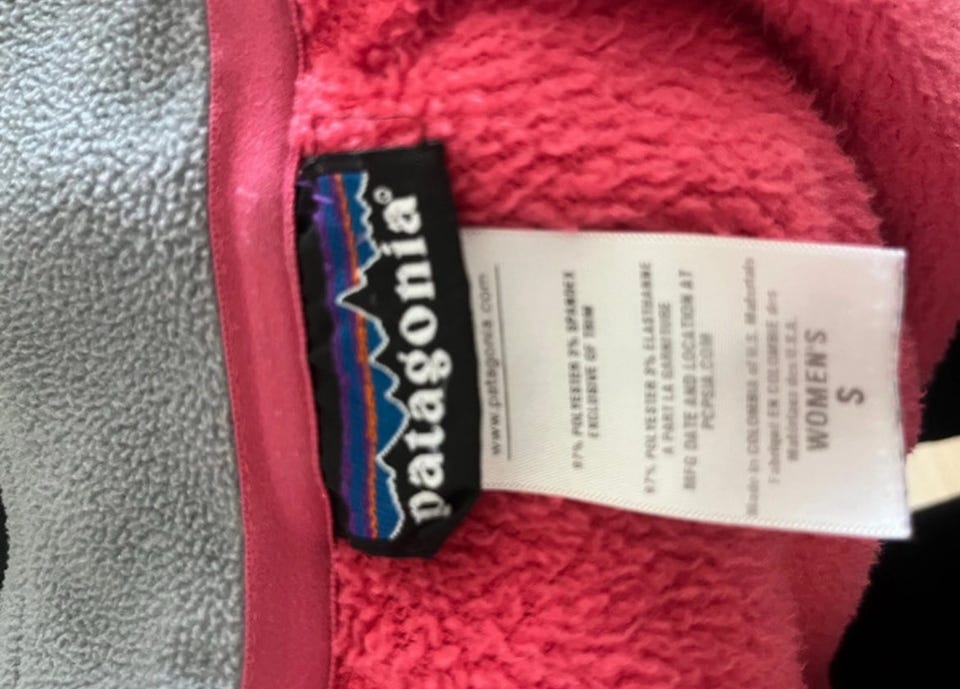 patagonia®
www.patagonia.com
97% POLYESTER 3% SPANDEX
EXCLUSIVE OF TRIM
97% POLYESTER 3% ELASTHANNE
A PART LA GARNITURE
MFG DATE AND LOCATION AT
PCPSIA.COM
Made in COLOMBIA of U.S. Materials
Fabriqué EN COLOMBIE des
Matérieux des U.S.A.
WOMEN'S
S